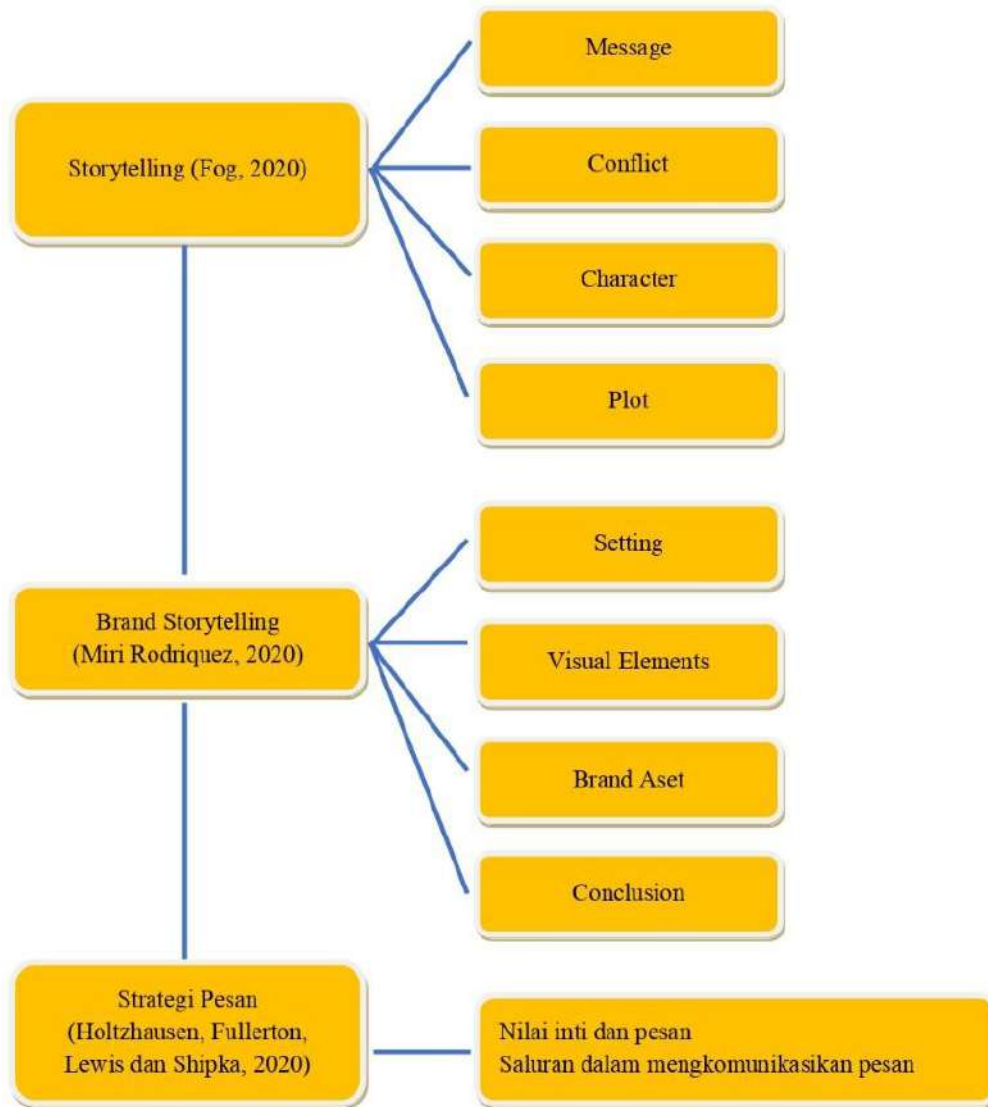 Storytelling (Fog, 2020)
Message
Conflict
Character
Plot
Brand Storytelling
(Miri Rodriquez, 2020)
Setting
Visual Elements
Brand Aset
Conclusion
Strategi Pesan
(Holtzhausen, Fullerton,
Lewis dan Shipka, 2020)
Nilai inti dan pesan
Saluran dalam mengkomunikasikan pesan